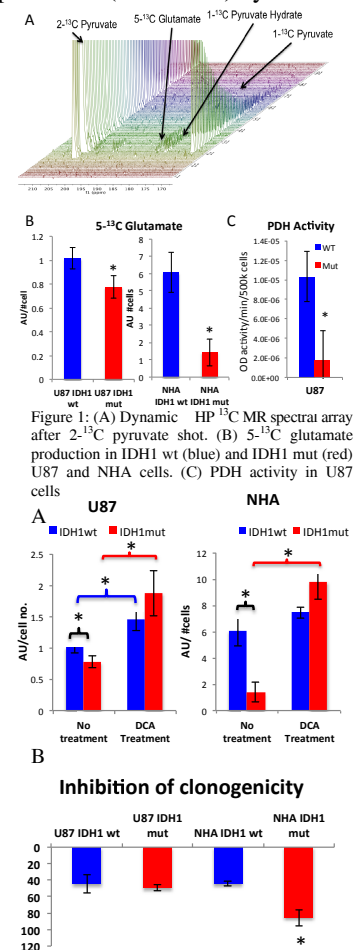 A
2-¹³C Pyruvate
5-¹³C Glutamate
1-¹³C Pyruvate Hydrate
1-¹³C Pyruvate
210 205 200 195 190 185 180 175 170
B
5-¹³C Glutamate
C
PDH Activity
AU/#cell
1.2
1
0.8
0.6
0.4
0.2
0
*
U87 IDH1 wt
U87 IDH1 mut
AU #cells
8
7
6
5
4
3
2
1
0
*
NHA IDH1 wt
NHA IDH1 mut
OD activity/min/500k cells
1.4E-05
1.2E-05
1.0E-05
8.0E-06
6.0E-06
4.0E-06
2.0E-06
0.0E+00
WT
Mut
*
U87
Figure 1: (A) Dynamic HP ¹³C MR spectral array
after 2-¹³C pyruvate shot. (B) 5-¹³C glutamate
production in IDH1 wt (blue) and IDH1 mut (red)
U87 and NHA cells. (C) PDH activity in U87
cells
A
U87
IDH1wt IDH1mut
AU/cell no.
2.5
2
1.5
1
0.5
0
* * *
No treatment
DCA Treatment
NHA
IDH1wt IDH1mut
AU/ #cells
12
10
8
6
4
2
0
* *
No treatment
DCA Treatment
B
Inhibition of clonogenicity
U87 IDH1 wt
U87 IDH1 mut
NHA IDH1 wt
NHA IDH1 mut
0
20
40
60
80
100
120
*